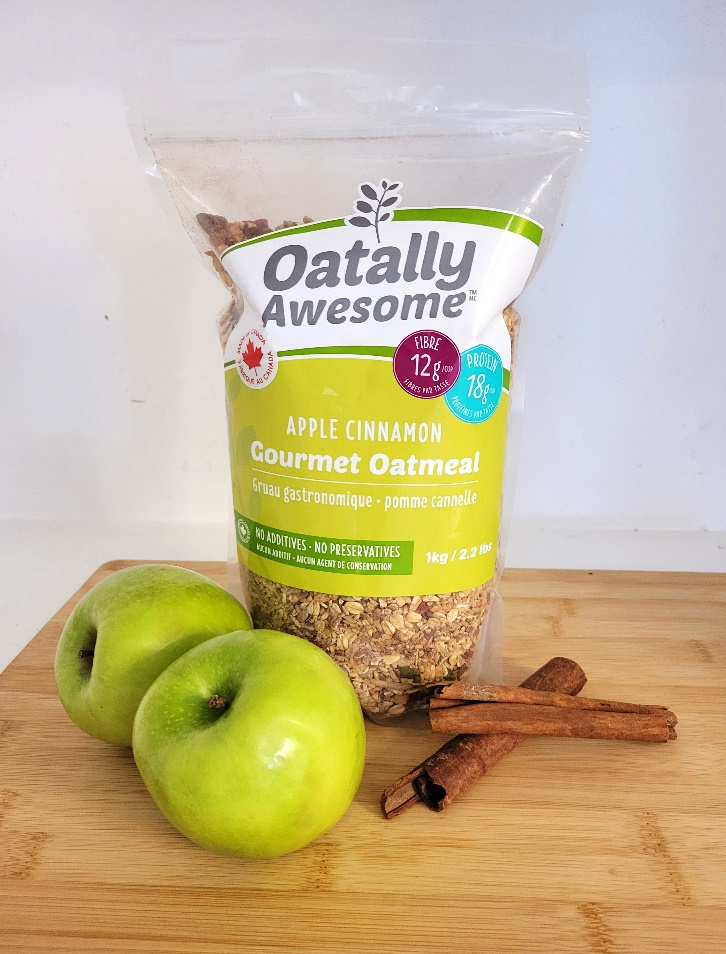 Oatally
Awesome TM MC
MADE IN CANADA
FABRIQUÉ AU CANADA
FIBRE
12g
FIBRES PAR TASSE
PROTEIN
18g
PROTÉINES PAR TASSE
APPLE CINNAMON
Gourmet Oatmeal
Gruau gastronomique • pomme cannelle
NO ADDITIVES • NO PRESERVATIVES
AUCUN ADDITIF • AUCUN AGENT DE CONSERVATION
1kg / 2.2 lbs